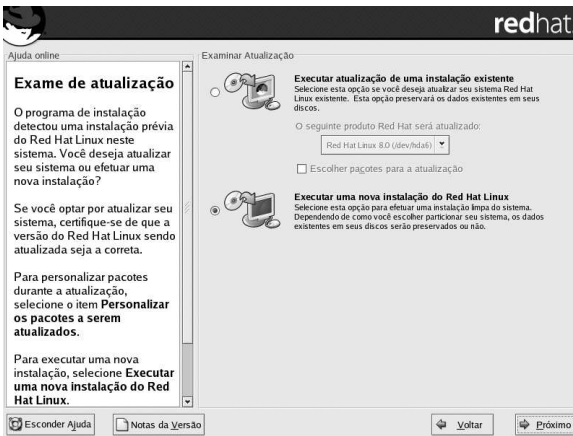 redhat
Ajuda online
Exame de atualização
O programa de instalação
detectou uma instalação prévia
do Red Hat Linux neste
sistema. Você deseja atualizar
seu sistema ou efetuar uma
nova instalação?
Se você optar por atualizar seu
sistema, certifique-se de que a
versão do Red Hat Linux sendo
atualizada seja a correta.
Para personalizar pacotes
durante a atualização,
selecione o item Personalizar
os pacotes a serem
atualizados.
Para executar uma nova
instalação, selecione Executar
uma nova instalação do Red
Hat Linux.
Examinar Atualização
Executar atualização de uma instalação existente
Selecione esta opção se você deseja atualizar seu sistema Red Hat
Linux existente. Esta opção preservará os dados existentes em seus
discos.
O seguinte produto Red Hat será atualizado:
Red Hat Linux 8.0 (/dev/hda6)
Escolher pacotes para a atualização
Executar uma nova instalação do Red Hat Linux
Selecione esta opção para efetuar uma instalação limpa do sistema.
Dependendo de como você escolher particionar seu sistema, os dados
existentes em seus discos serão preservados ou não.
Esconder Ajuda
Notas da Versão
Voltar
Próximo